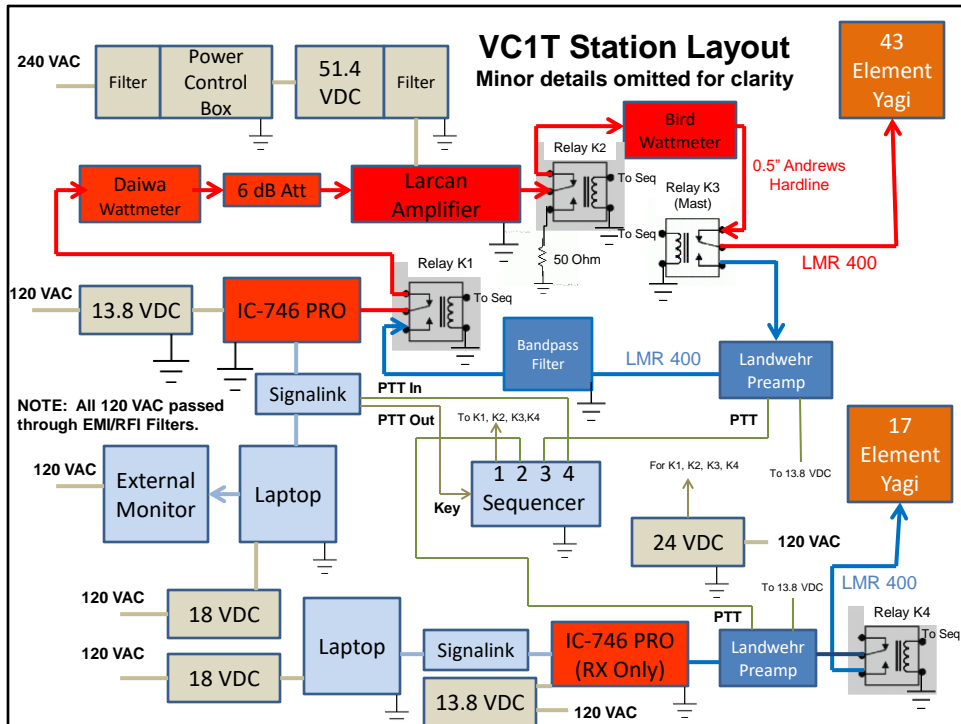 VC1T Station Layout
Minor details omitted for clarity
240 VAC
Filter
Power
Control
Box
51.4
VDC
Filter
43
Element
Yagi
Relay K2
Bird
Wattmeter
To Seq
0.5" Andrews
Hardline
Daiwa
Wattmeter
6 dB Att
Larcan
Amplifier
Relay K3
(Mast)
To Seq
50 Ohm
LMR 400
Relay K1
To Seq
120 VAC
13.8 VDC
IC-746 PRO
Bandpass
Filter
LMR 400
Landwehr
Preamp
Signalink
PTT In
PTT Out
NOTE: All 120 VAC passed
through EMI/RFI Filters.
To K1, K2, K3,K4
PTT
To 13.8 VDC
17
Element
Yagi
120 VAC
External
Monitor
Laptop
Key
1 2 3 4
Sequencer
For K1, K2, K3, K4
24 VDC
120 VAC
LMR 400
120 VAC
18 VDC
To 13.8 VDC
PTT
Relay K4
To Seq
120 VAC
18 VDC
Laptop
Signalink
IC-746 PRO
(RX Only)
Landwehr
Preamp
13.8 VDC
120 VAC